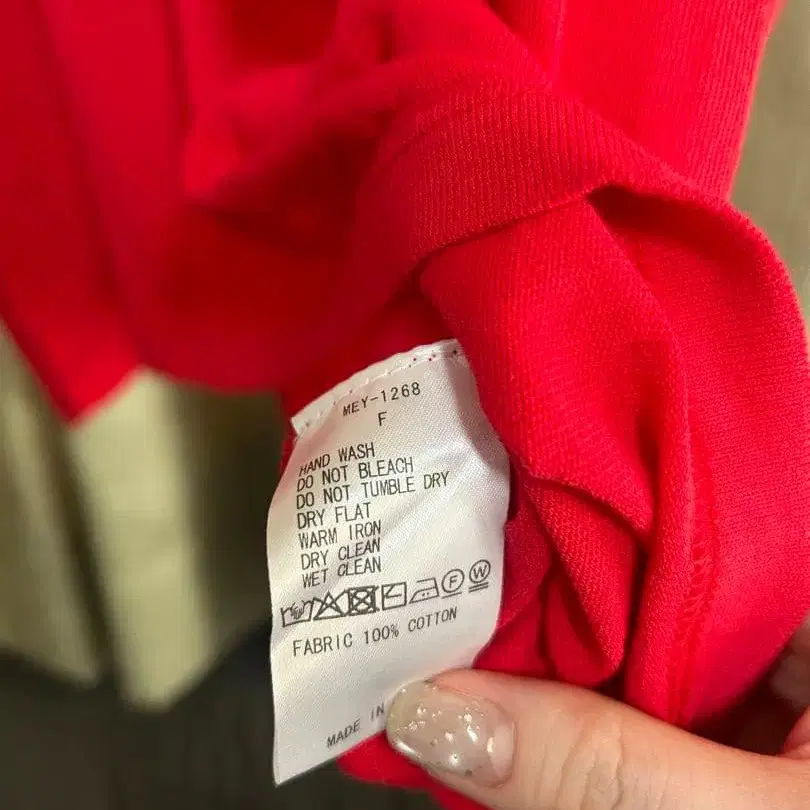 MEY-1268
F
HAND WASH
DO NOT BLEACH
DO NOT TUMBLE DRY
DRY FLAT
WARM IRON
DRY CLEAN
WET CLEAN
F W
FABRIC 100% COTTON
MADE IN